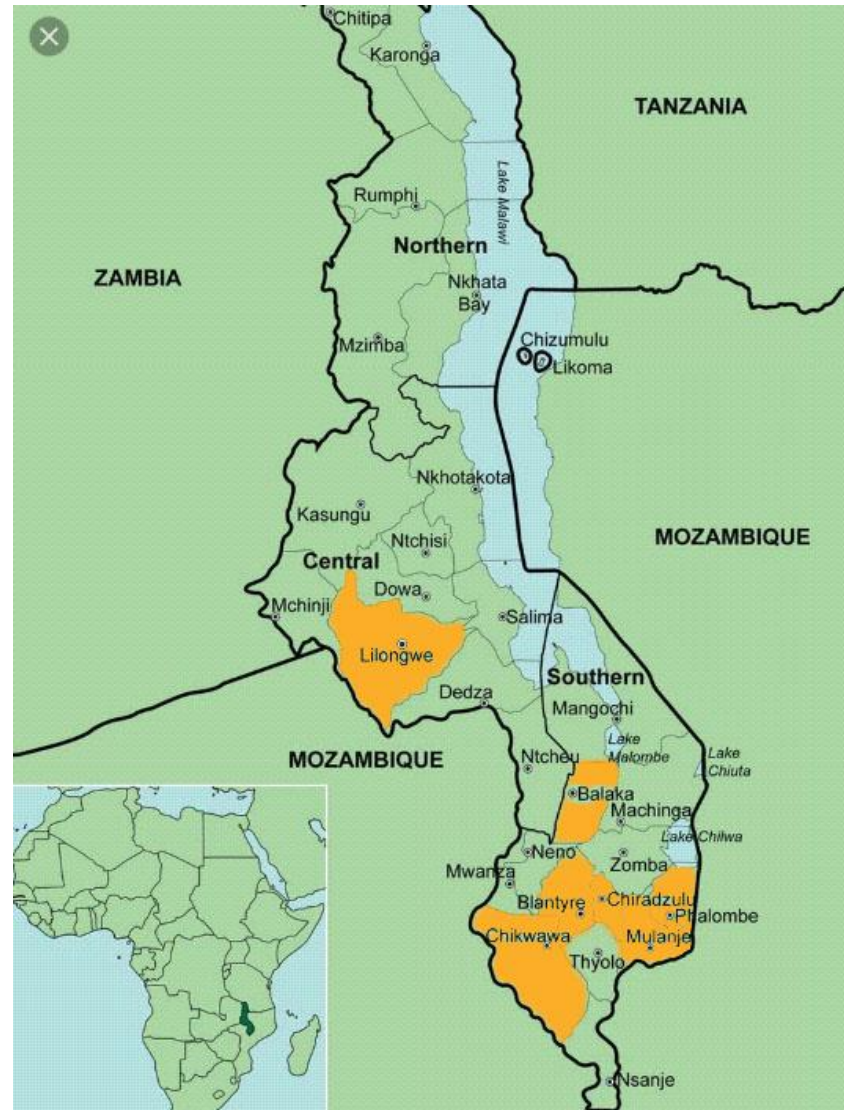 Chitipa
Karonga
TANZANIA
Lake Malawi
Rumphi
Northern
ZAMBIA
Nkhata
Bay
Chizumulu
Mzimba
Likoma
Nkhotakota
Kasungu
Ntchisi
MOZAMBIQUE
Central
Dowa
Mchinji
Salima
Lilongwe
Southern
Dedza
Mangochi
MOZAMBIQUE
Lake
Malombe
Lake
Chiuta
Ntcheu
Balaka
Machinga
Lake Chilwa
Neno
Zomba
Mwanza
Blantyre
Chiradzulu
Phalombe
Chikwawa
Mulanje
Thyolo
Nsanje